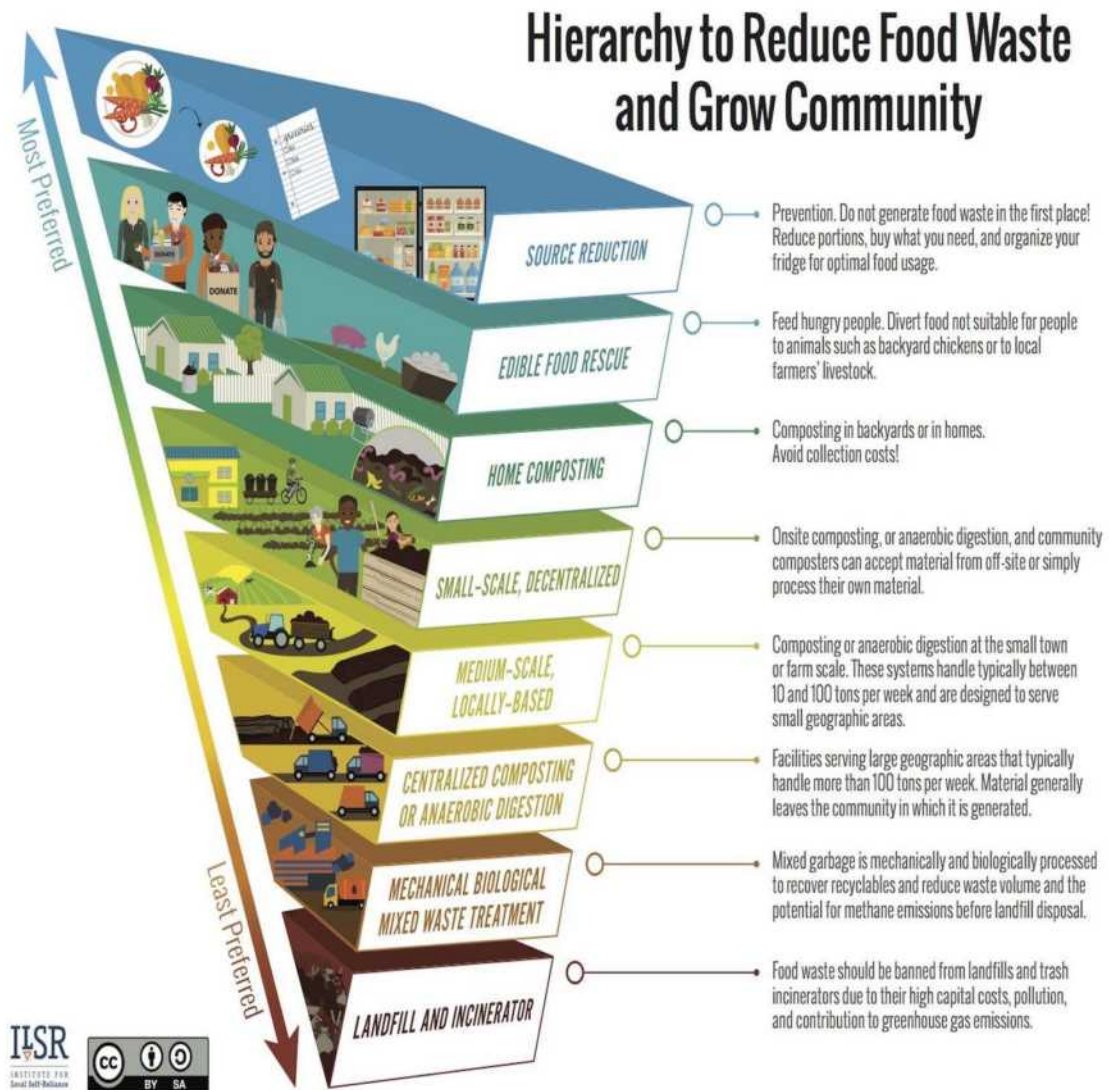 Hierarchy to Reduce Food Waste
and Grow Community
Most Preferred
groceries
DONATE
DONATE
SOURCE REDUCTION
Prevention. Do not generate food waste in the first place!
Reduce portions, buy what you need, and organize your
fridge for optimal food usage.
EDIBLE FOOD RESCUE
Feed hungry people. Divert food not suitable for people
to animals such as backyard chickens or to local
farmers' livestock.
HOME COMPOSTING
Composting in backyards or in homes.
Avoid collection costs!
SMALL-SCALE, DECENTRALIZED
Onsite composting, or anaerobic digestion, and community
composters can accept material from off-site or simply
process their own material.
MEDIUM-SCALE,
LOCALLY-BASED
Composting or anaerobic digestion at the small town
or farm scale. These systems handle typically between
10 and 100 tons per week and are designed to serve
small geographic areas.
CENTRALIZED COMPOSTING
OR ANAEROBIC DIGESTION
Facilities serving large geographic areas that typically
handle more than 100 tons per week. Material generally
leaves the community in which it is generated.
MECHANICAL BIOLOGICAL
MIXED WASTE TREATMENT
Mixed garbage is mechanically and biologically processed
to recover recyclables and reduce waste volume and the
potential for methane emissions before landfill disposal.
Least Preferred
LANDFILL AND INCINERATOR
Food waste should be banned from landfills and trash
incinerators due to their high capital costs, pollution,
and contribution to greenhouse gas emissions.
ILSR
INSTITUTE FOR
Local Self-Reliance
cc
BY SA